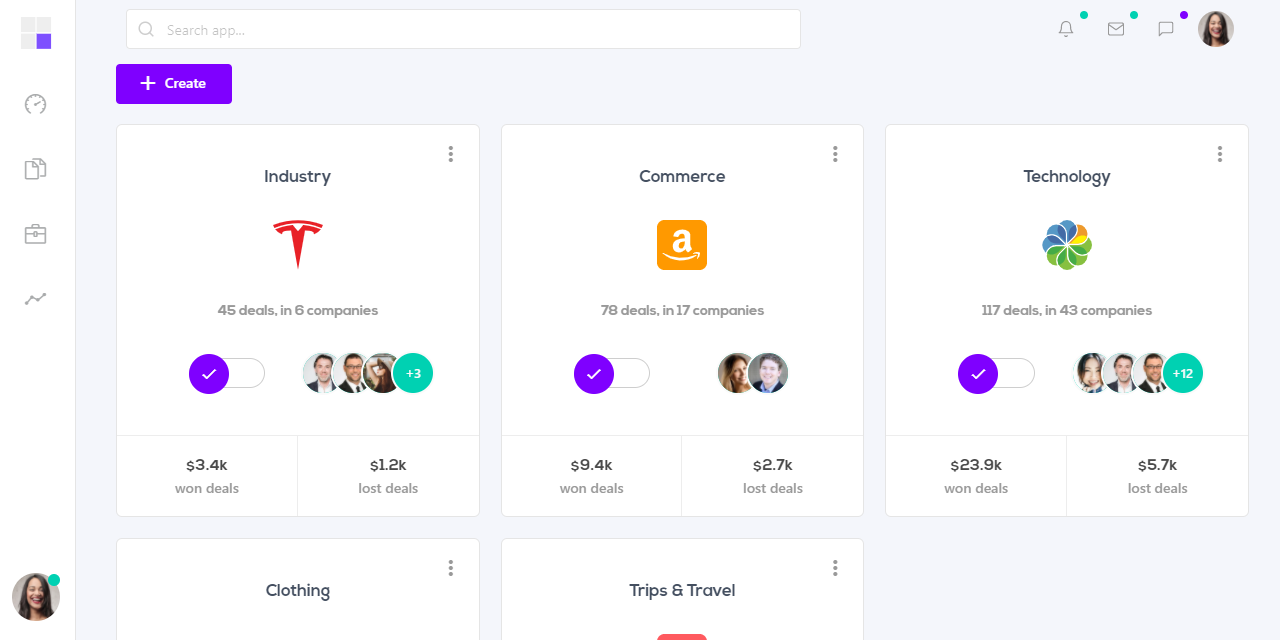 Search app...
Create
Industry
45 deals, in 6 companies
+3
$3.4k
won deals
$1.2k
lost deals
Commerce
a
78 deals, in 17 companies
$9.4k
won deals
$2.7k
lost deals
Technology
117 deals, in 43 companies
+12
$23.9k
won deals
$5.7k
lost deals
Clothing
Trips & Travel